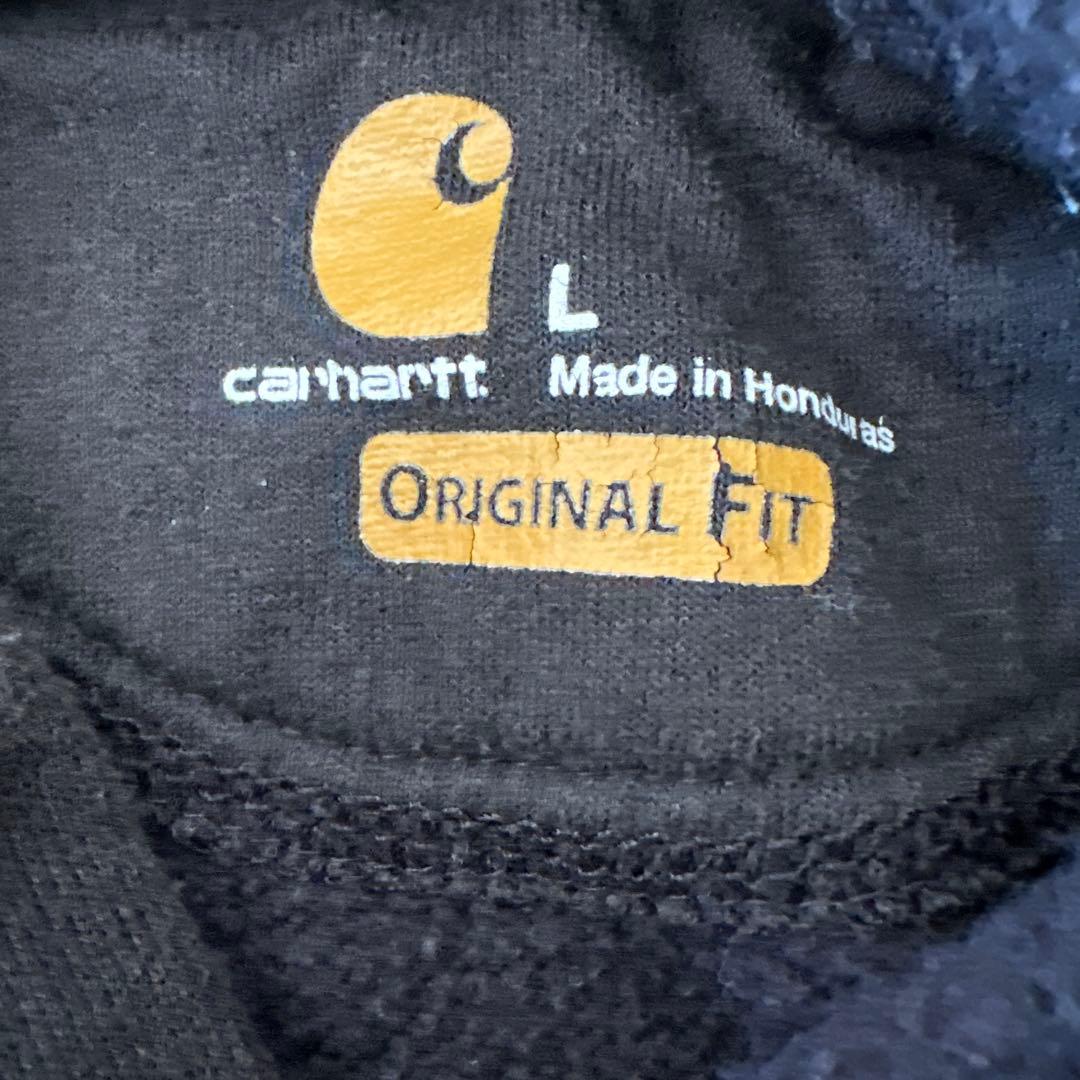 L
carhartt.
Made in Honduras
ORIGINAL FIT